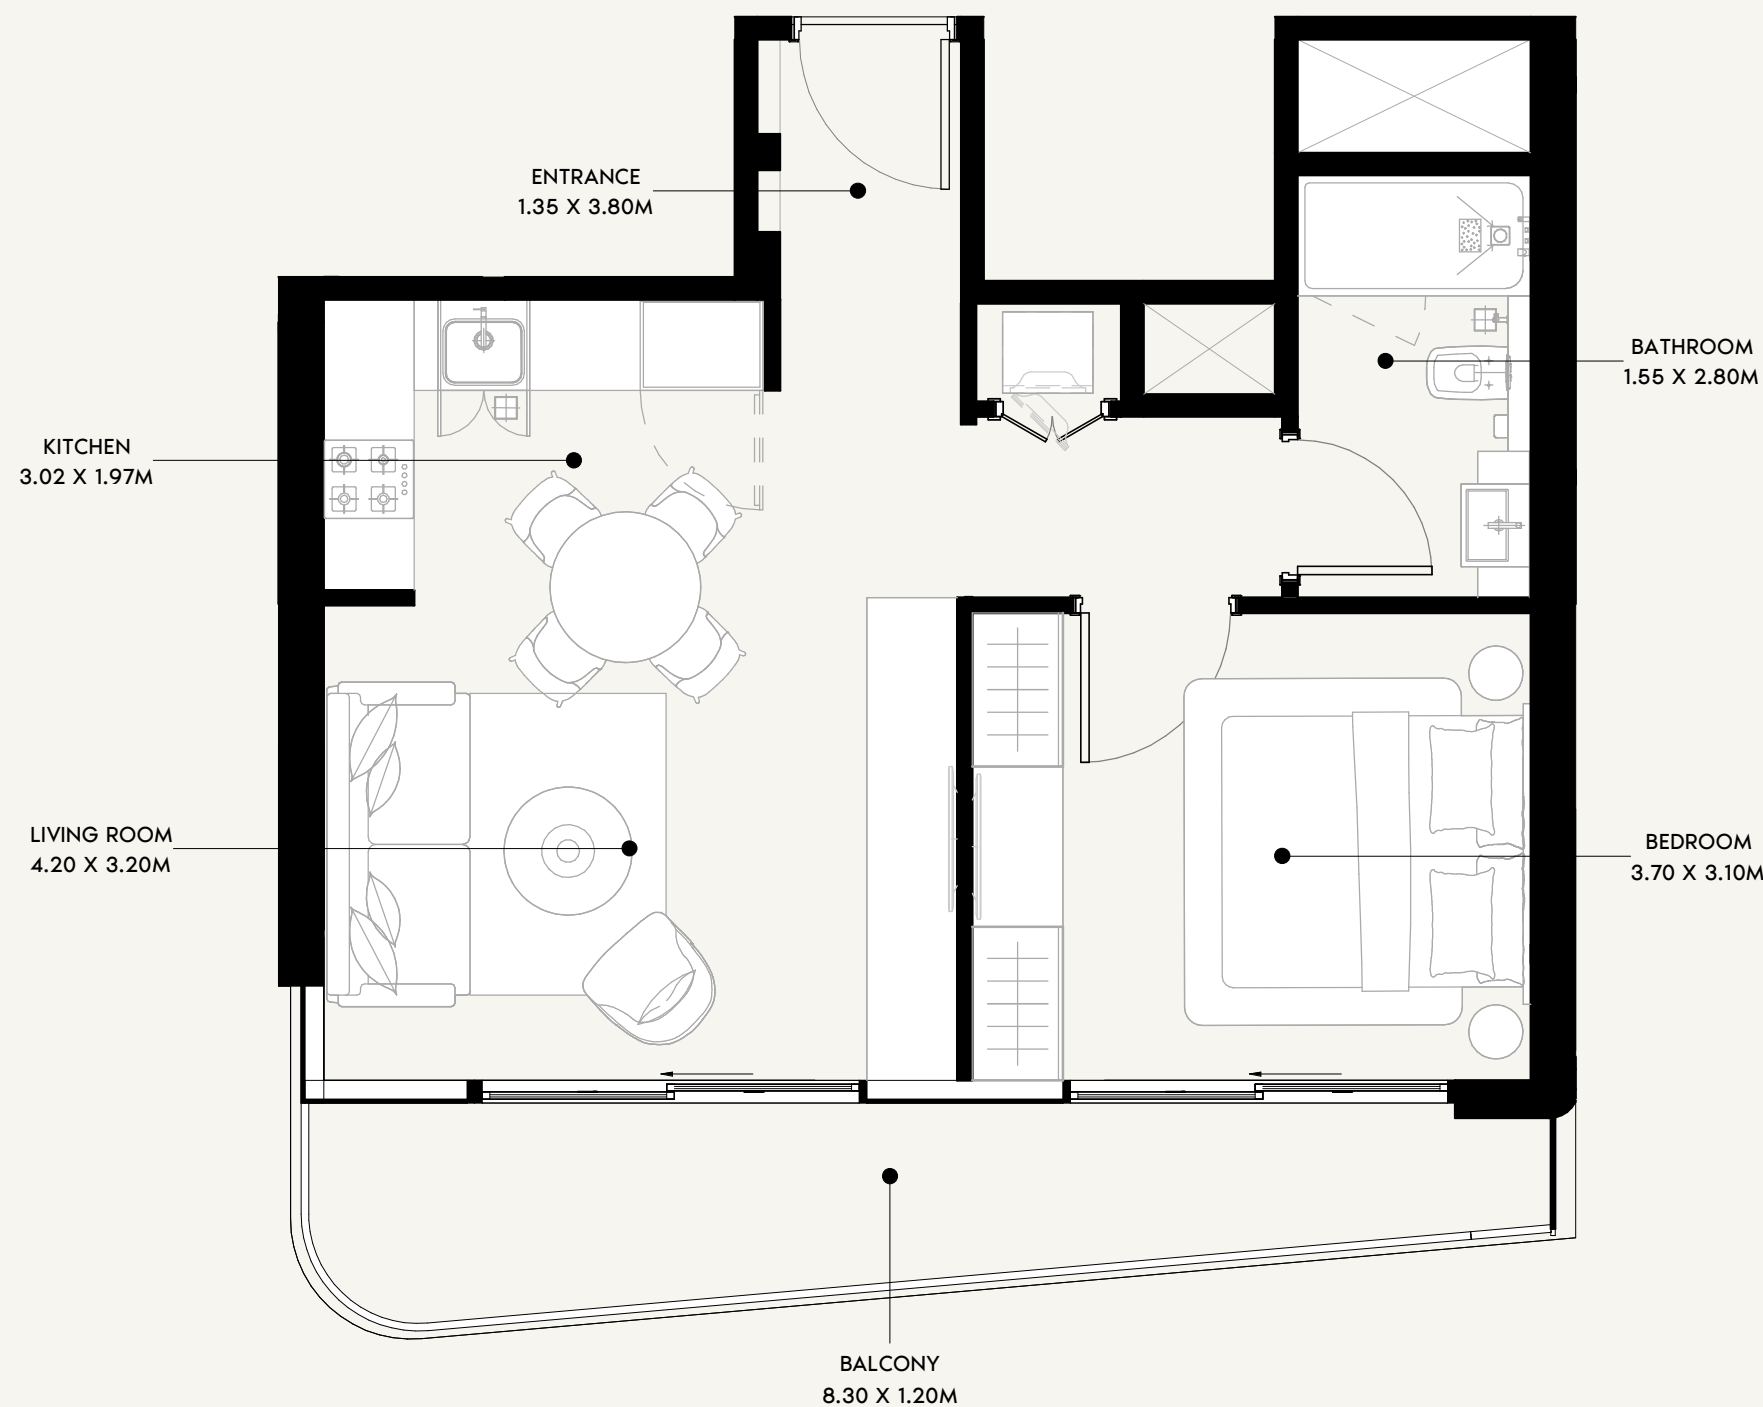 ENTRANCE
1.35 X 3.80M
BATHROOM
1.55 X 2.80M
KITCHEN
3.02 X 1.97M
LIVING ROOM
4.20 X 3.20M
BEDROOM
3.70 X 3.10M
BALCONY
8.30 X 1.20M